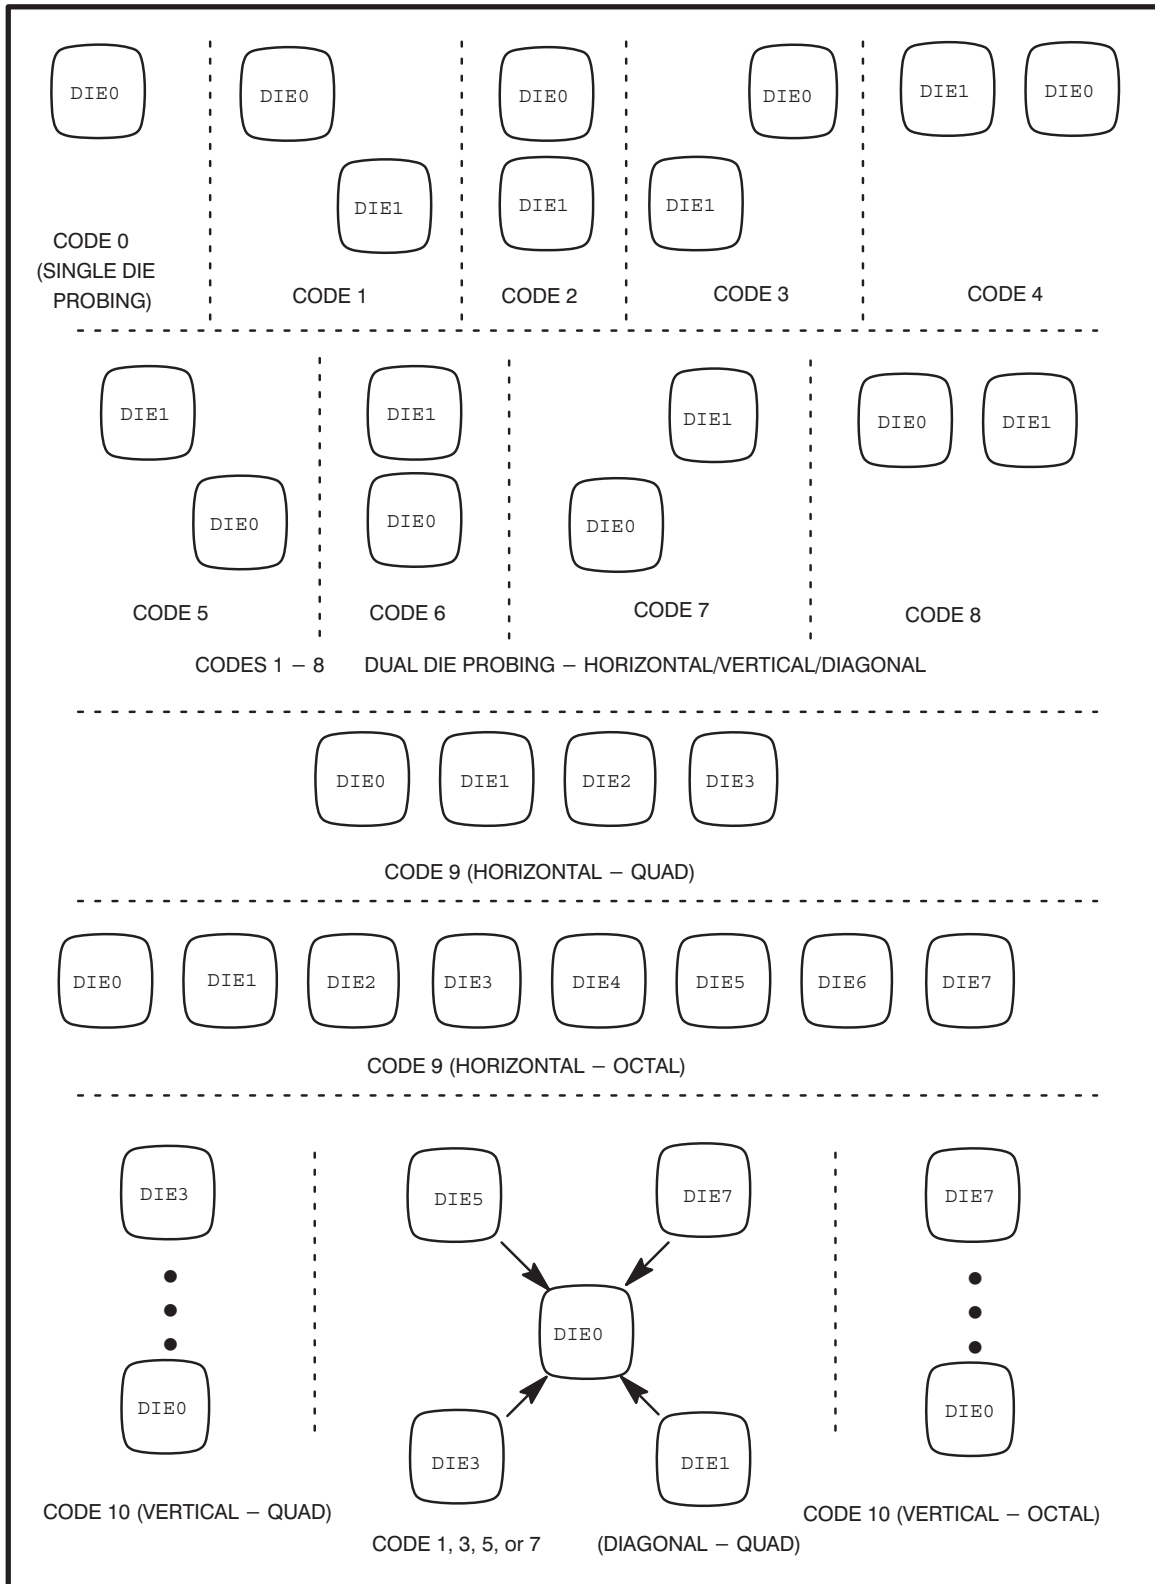 DIE0
DIE0
DIE1
DIE0
DIE1
DIE0
DIE1
DIE1 DIE0
CODE 0
(SINGLE DIE
PROBING)
CODE 1
CODE 2
CODE 3
CODE 4
DIE1
DIE0
DIE1
DIE0
DIE1
DIE0
DIE0 DIE1
CODE 5
CODE 6
CODE 7
CODE 8
CODES 1 – 8 DUAL DIE PROBING – HORIZONTAL/VERTICAL/DIAGONAL
DIE0 DIE1 DIE2 DIE3
CODE 9 (HORIZONTAL – QUAD)
DIE0 DIE1 DIE2 DIE3 DIE4 DIE5 DIE6 DIE7
CODE 9 (HORIZONTAL – OCTAL)
DIE3
DIE0
CODE 10 (VERTICAL – QUAD)
DIE5 DIE7
DIE0
DIE3 DIE1
CODE 1, 3, 5, or 7 (DIAGONAL – QUAD)
DIE7
DIE0
CODE 10 (VERTICAL – OCTAL)